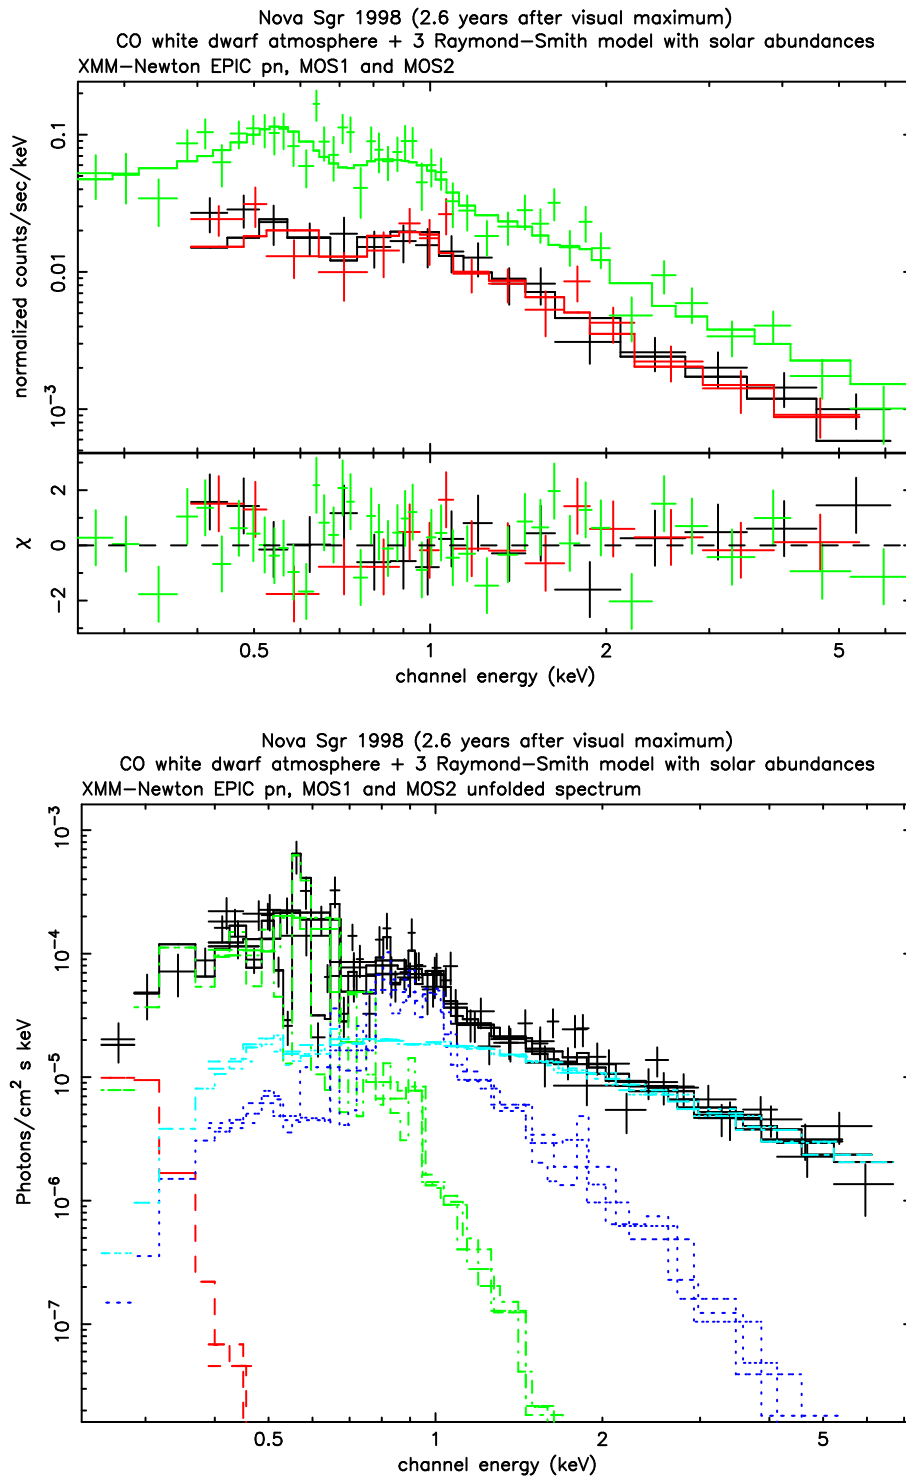 Nova Sgr 1998 (2.6 years after visual maximum)
CO white dwarf atmosphere + 3 Raymond−Smith model with solar abundances
XMM−Newton EPIC pn, MOS1 and MOS2
normalized counts/sec/keV
0.1
0.01
10−3
χ
2
0
−2
0.5 1 2 5
channel energy (keV)
Nova Sgr 1998 (2.6 years after visual maximum)
CO white dwarf atmosphere + 3 Raymond−Smith model with solar abundances
XMM−Newton EPIC pn, MOS1 and MOS2 unfolded spectrum
Photons/cm2 s keV
10−3
10−4
10−5
10−6
10−7
0.5 1 2 5
channel energy (keV)